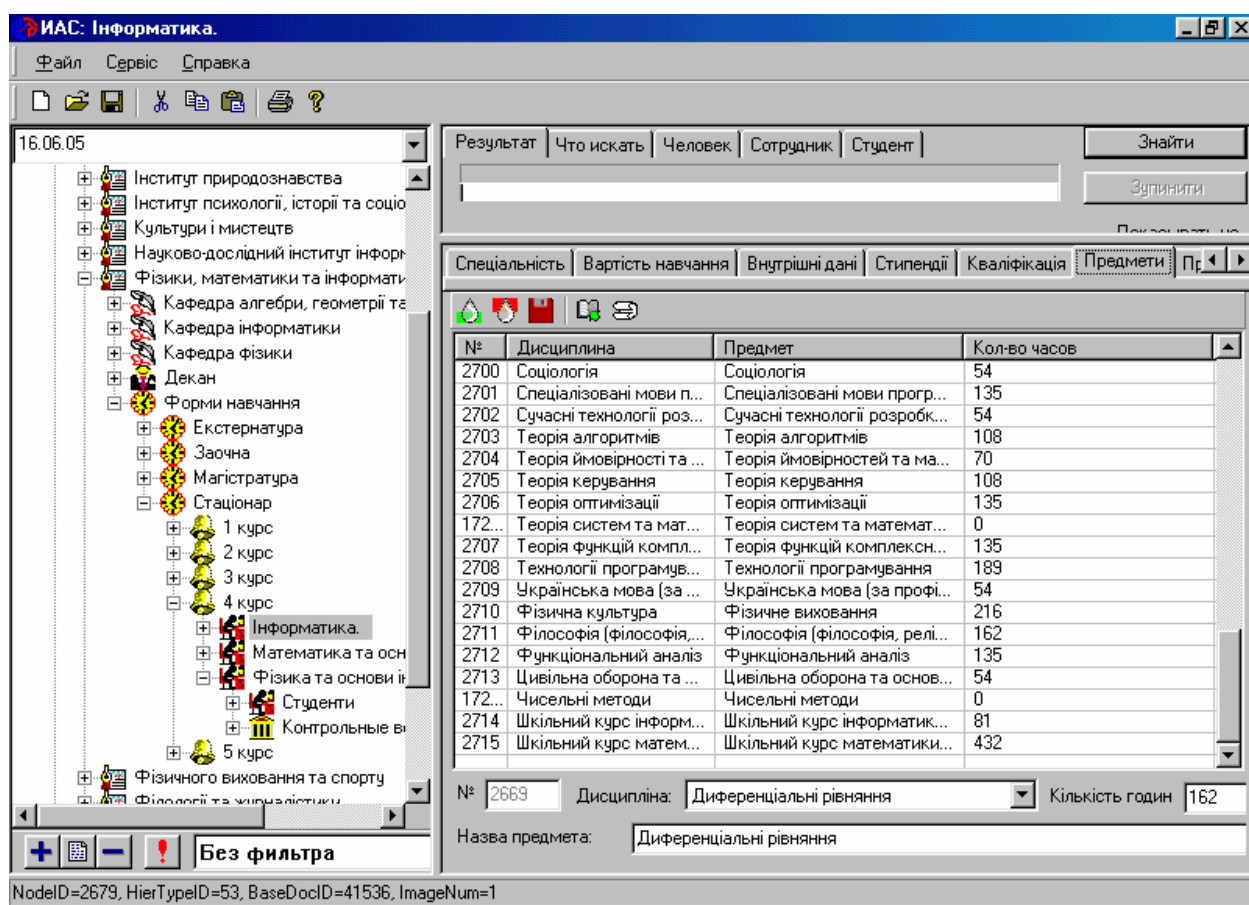 ИАС: Інформатика.
Файл Сервіс Справка
16.06.05
Інститут природознавства
Інститут психології, історії та соціо
Культури і мистецтв
Науково-дослідний інститут інформ
Фізики, математики та інформати
Кафедра алгебри, геометрії та
Кафедра інформатики
Кафедра фізики
Декан
Форми навчання
Екстернатура
Заочна
Магістратура
Стаціонар
1 курс
2 курс
3 курс
4 курс
Інформатика.
Математика та осн
Фізика та основи ін
Студенти
Контрольные в
5 курс
Фізичного виховання та спорту
Філології та журналістики
Без фильтра
Результат Что искать Человек Сотрудник Студент
Знайти
Зупинити
Спеціальність Вартість навчання Внутрішні дані Стипендії Кваліфікація Предмети Пр
№ Дисциплина Предмет Кол-во часов
2700 Соціологія Соціологія 54
2701 Спеціалізовані мови п... Спеціалізовані мови прогр... 135
2702 Сучасні технології роз... Сучасні технології розробк... 54
2703 Теорія алгоритмів Теорія алгоритмів 108
2704 Теорія ймовірності та ... Теорія ймовірностей та ма... 70
2705 Теорія керування Теорія керування 108
2706 Теорія оптимізації Теорія оптимізації 135
172... Теорія систем та мат... Теорія систем та математ... 0
2707 Теорія функцій компл... Теорія функцій комплексн... 135
2708 Технології програмув... Технології програмування 189
2709 Українська мова (за ... Українська мова (за профі... 54
2710 Фізична культура Фізичне виховання 216
2711 Філософія (філософія,... Філософія (філософія, релі... 162
2712 Функціональний аналіз Функціональний аналіз 135
2713 Цивільна оборона та ... Цивільна оборона та основ... 54
172... Чисельні методи Чисельні методи 0
2714 Шкільний курс інформ... Шкільний курс інформатик... 81
2715 Шкільний курс матем... Шкільний курс математики... 432
№ 2669 Дисципліна: Диференціальні рівняння Кількість годин 162
Назва предмета: Диференціальні рівняння
NodeID=2679, HierTypeID=53, BaseDocID=41536, ImageNum=1